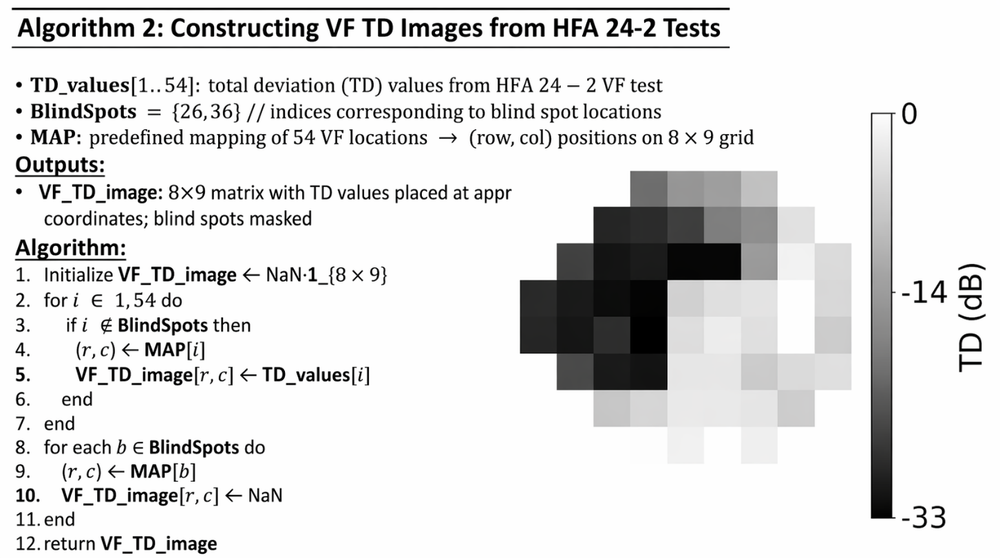 Algorithm 2: Constructing VF TD Images from HFA 24-2 Tests
• TD_values[1..54]: total deviation (TD) values from HFA 24 − 2 VF test
• BlindSpots = {26,36} // indices corresponding to blind spot locations
• MAP: predefined mapping of 54 VF locations → (row, col) positions on 8 × 9 grid
Outputs:
• VF_TD_image: 8×9 matrix with TD values placed at appr
coordinates; blind spots masked
Algorithm:
1. Initialize VF_TD_image ← NaN·1_{8 × 9}
2. for i ∈ 1,54 do
3. if i ∉ BlindSpots then
4. (r, c) ← MAP[i]
5. VF_TD_image[r, c] ← TD_values[i]
6. end
7. end
8. for each b ∈ BlindSpots do
9. (r, c) ← MAP[b]
10. VF_TD_image[r, c] ← NaN
11. end
12. return VF_TD_image
0
-14
-33
TD (dB)